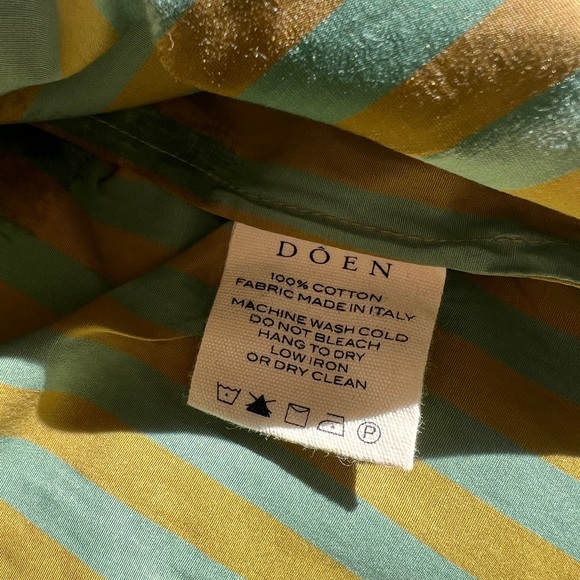 DÔEN
100% COTTON
FABRIC MADE IN ITALY
MACHINE WASH COLD
DO NOT BLEACH
HANG TO DRY
LOW IRON
OR DRY CLEAN
P